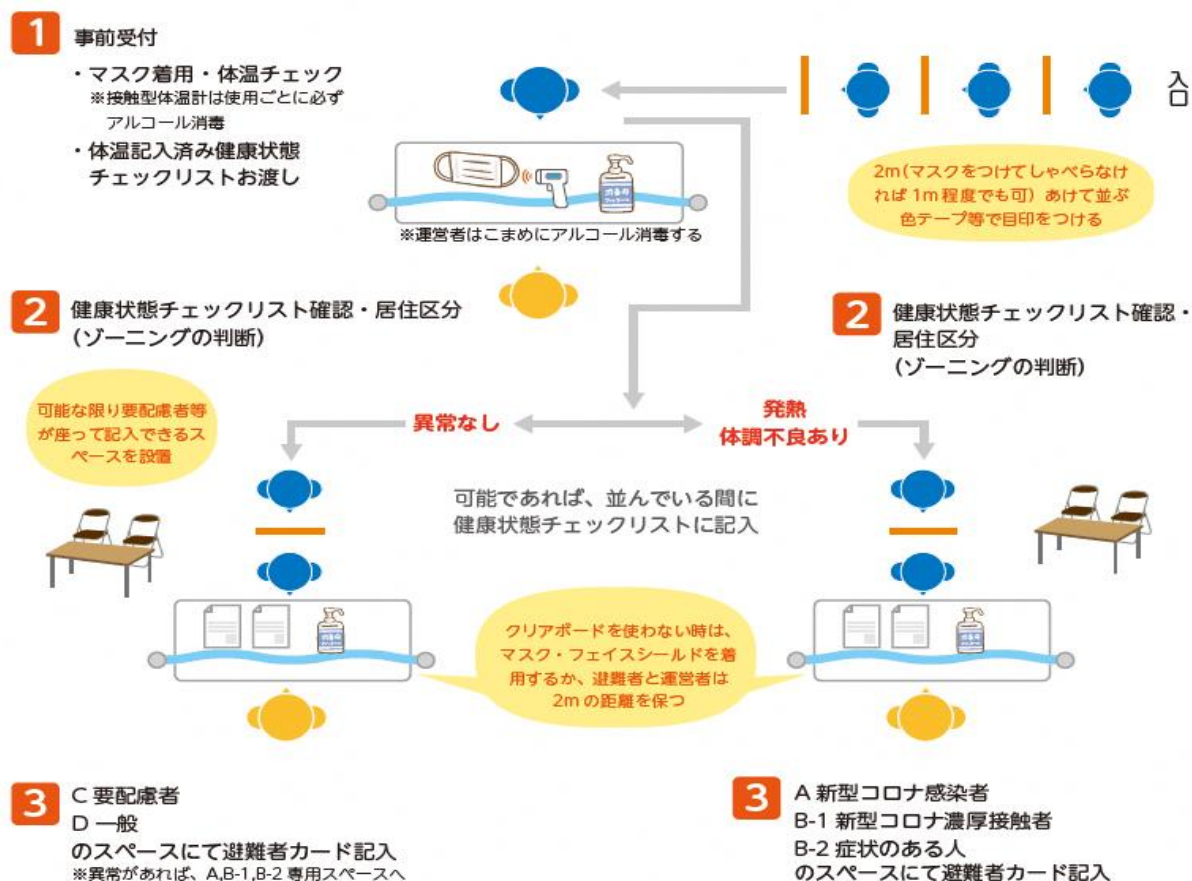 1 事前受付
・マスク着用・体温チェック
※接触型体温計は使用ごとに必ず
アルコール消毒
・体温記入済み健康状態
チェックリストお渡し
入口
2m(マスクをつけてしゃべらなけ
れば 1m 程度でも可) あけて並ぶ
色テープ等で目印をつける
※運営者はこまめにアルコール消毒する
2 健康状態チェックリスト確認・居住区分
(ゾーニングの判断)
2 健康状態チェックリスト確認・
居住区分
(ゾーニングの判断)
可能な限り要配慮者等
が座って記入できるス
ペースを設置
異常なし
発熱
体調不良あり
可能であれば、並んでいる間に
健康状態チェックリストに記入
クリアボードを使わない時は、
マスク・フェイスシールドを着
用するか、避難者と運営者は
2m の距離を保つ
3 C 要配慮者
D 一般
のスペースにて避難者カード記入
※異常があれば、A,B-1,B-2 専用スペースへ
3 A 新型コロナ感染者
B-1 新型コロナ濃厚接触者
B-2 症状のある人
のスペースにて避難者カード記入